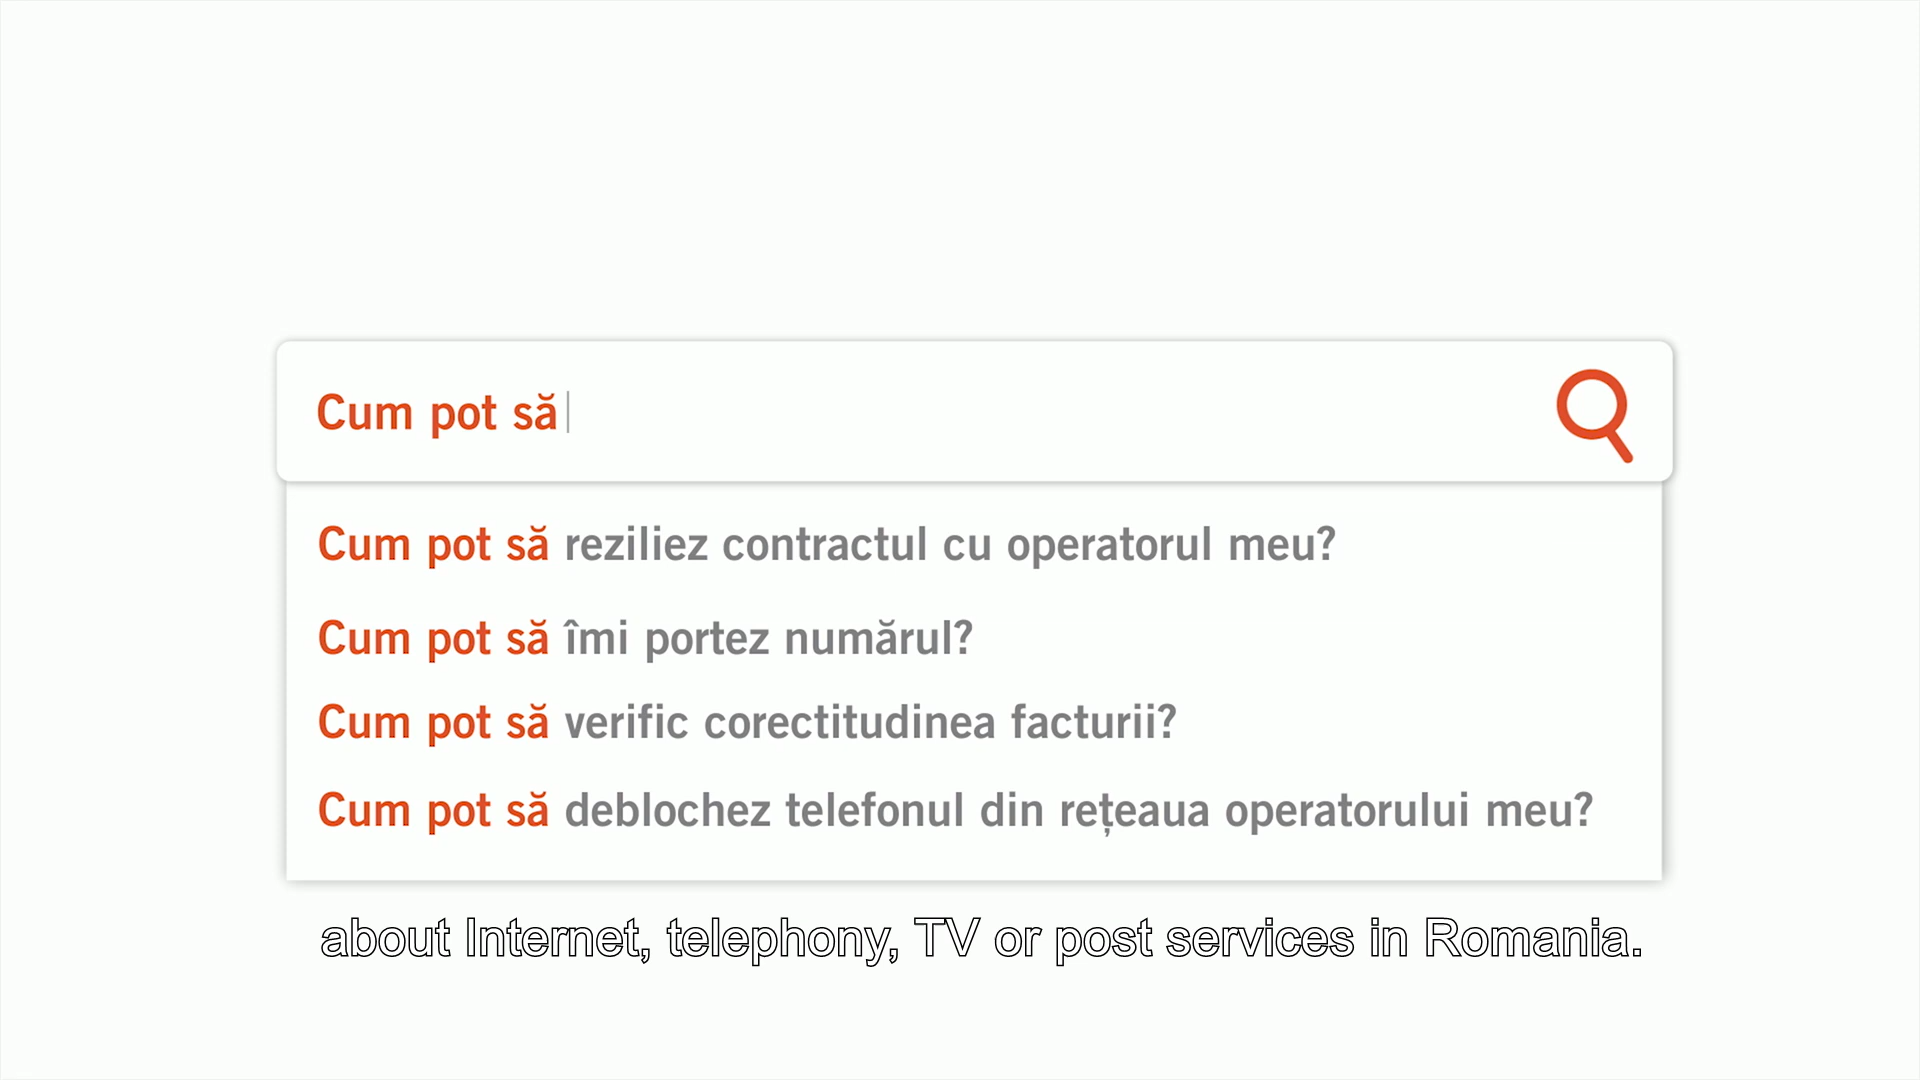 Cum pot să
Cum pot să reziliez contractul cu operatorul meu?
Cum pot să îmi portez numărul?
Cum pot să verific corectitudinea facturii?
Cum pot să deblochez telefonul din rețeaua operatorului meu?
about Internet, telephony, TV or post services in Romania.